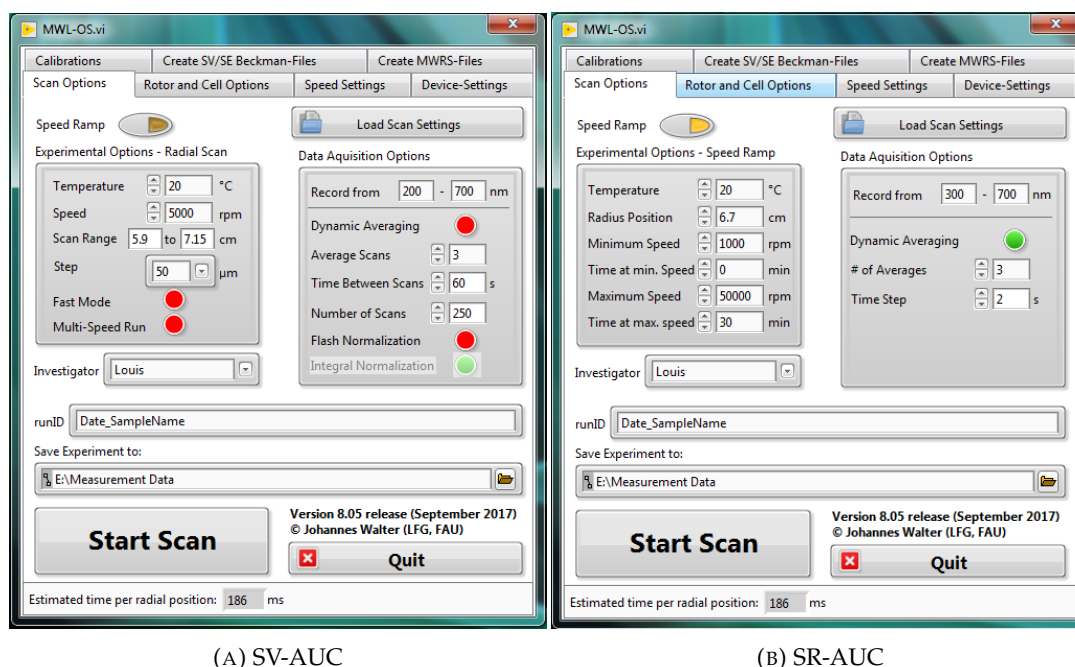 MWL-OS.vi
Calibrations Create SV/SE Beckman-Files Create MWRS-Files
Scan Options Rotor and Cell Options Speed Settings Device-Settings
Speed Ramp Load Scan Settings
Experimental Options - Radial Scan Data Aquisition Options
Temperature 20 °C Record from 200 - 700 nm
Speed 5000 rpm Dynamic Averaging
Scan Range 5.9 to 7.15 cm Average Scans 3
Step 50 µm Time Between Scans 60 s
Fast Mode Number of Scans 250
Multi-Speed Run Flash Normalization
Integral Normalization
Investigator Louis
runID Date_SampleName
Save Experiment to:
E:\Measurement Data
Version 8.05 release (September 2017)
© Johannes Walter (LFG, FAU)
Start Scan Quit
Estimated time per radial position: 186 ms
(A) SV-AUC
MWL-OS.vi
Calibrations Create SV/SE Beckman-Files Create MWRS-Files
Scan Options Rotor and Cell Options Speed Settings Device-Settings
Speed Ramp Load Scan Settings
Experimental Options - Speed Ramp Data Aquisition Options
Temperature 20 °C Record from 300 - 700 nm
Radius Position 6.7 cm
Minimum Speed 1000 rpm Dynamic Averaging
Time at min. Speed 0 min # of Averages 3
Maximum Speed 50000 rpm Time Step 2 s
Time at max. speed 30 min
Investigator Louis
runID Date_SampleName
Save Experiment to:
E:\Measurement Data
Version 8.05 release (September 2017)
© Johannes Walter (LFG, FAU)
Start Scan Quit
Estimated time per radial position: 186 ms
(B) SR-AUC